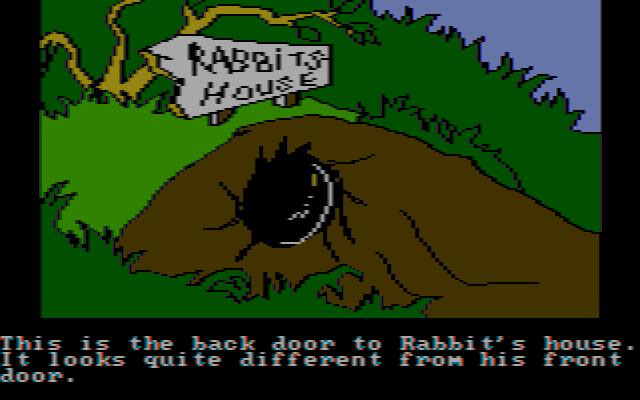 RABBiTS
HOUSE
This is the back door to Rabbit's house.
It looks quite different from his front
door.